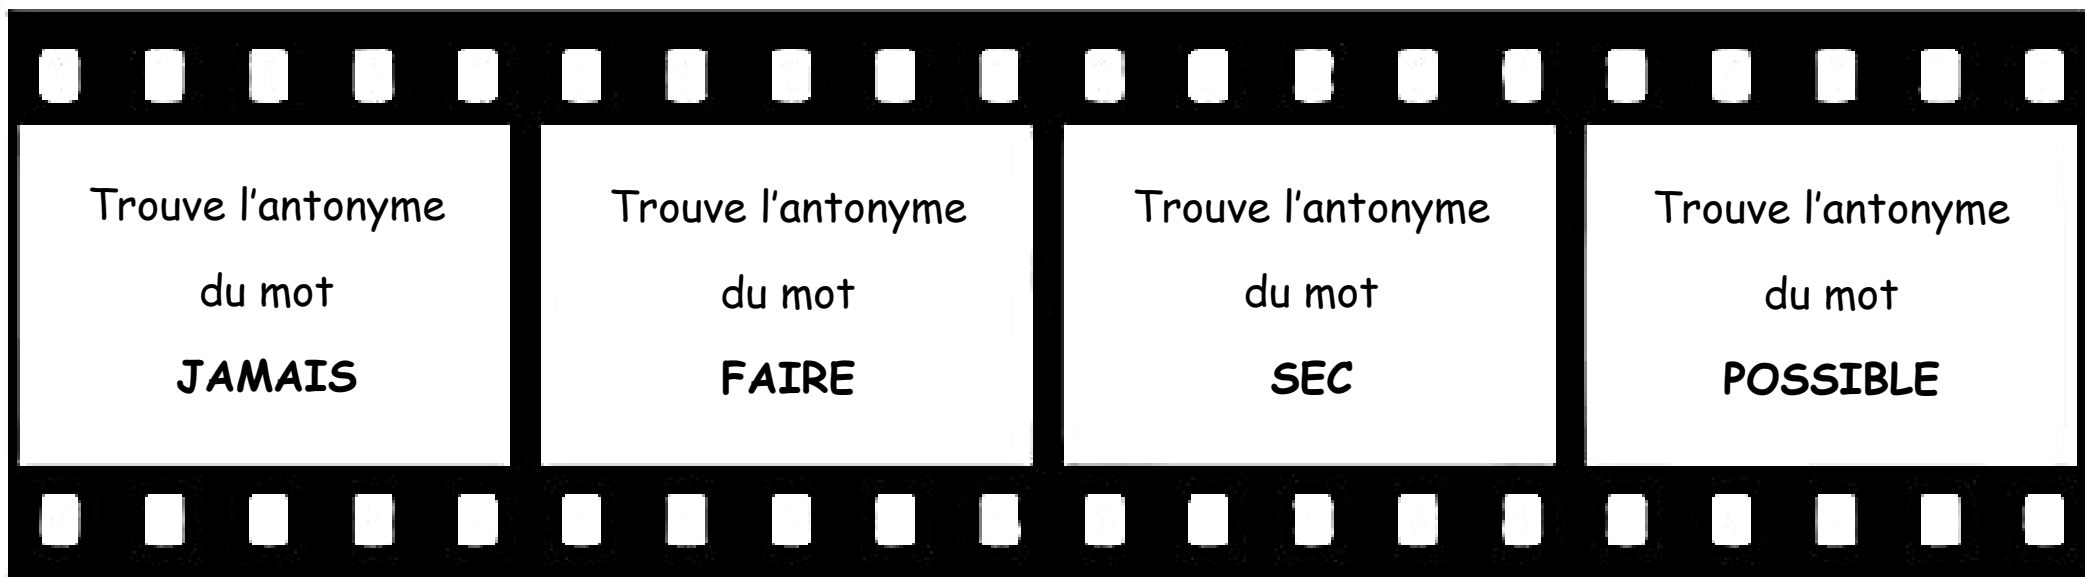 Trouve l’antonyme
du mot
JAMAIS
Trouve l’antonyme
du mot
FAIRE
Trouve l’antonyme
du mot
SEC
Trouve l’antonyme
du mot
POSSIBLE